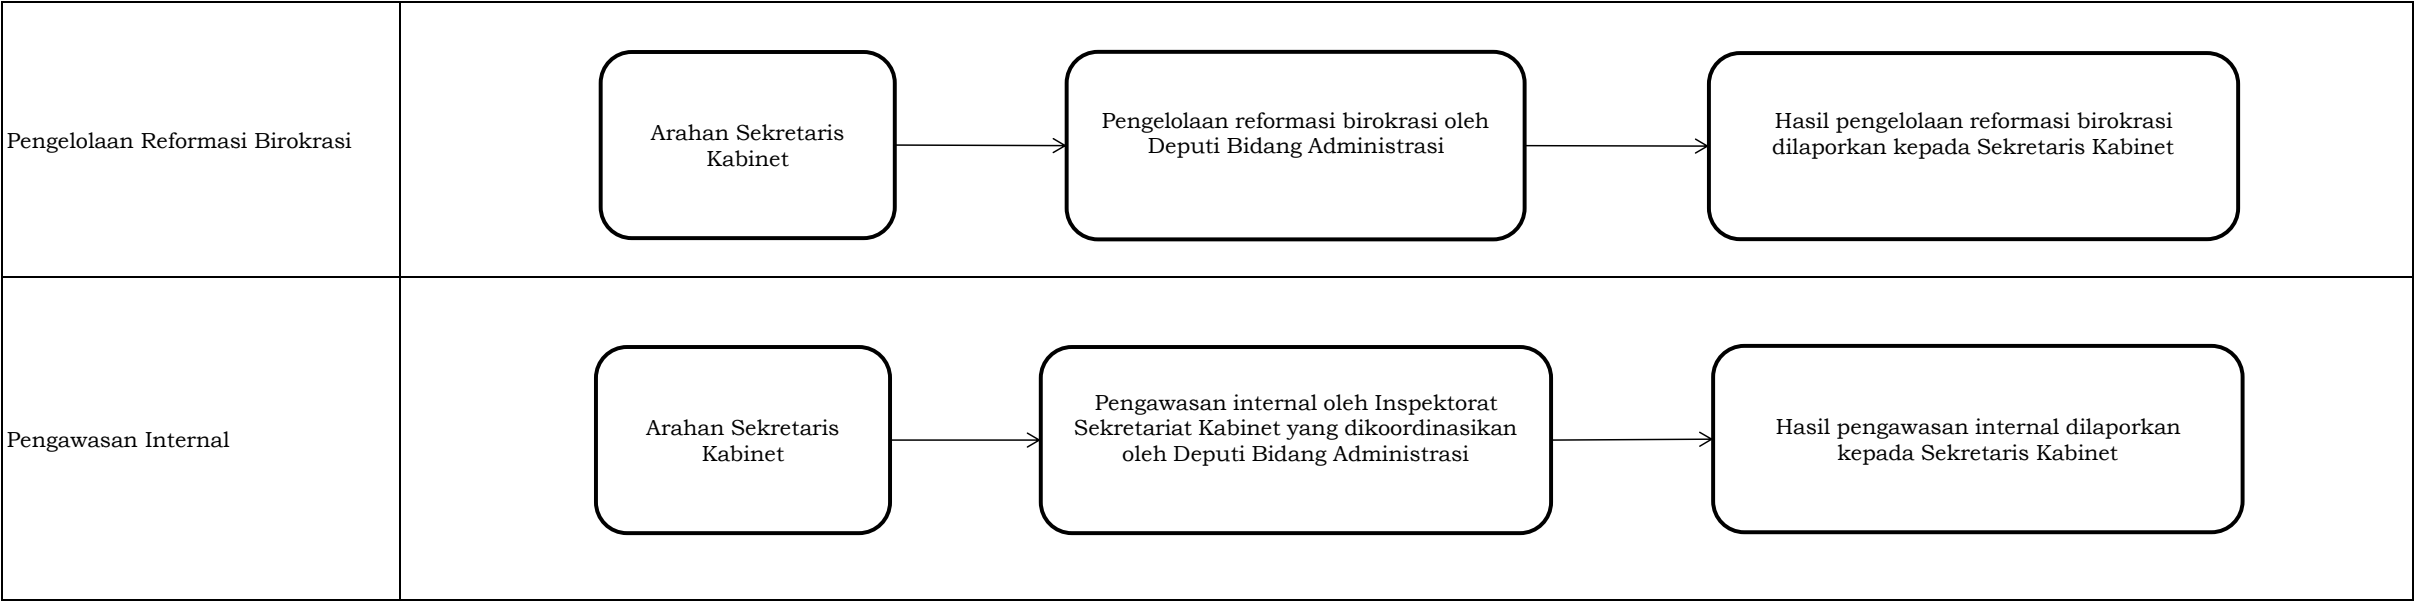 Pengelolaan Reformasi Birokrasi
Arahan Sekretaris
Kabinet
Pengelolaan reformasi birokrasi oleh
Deputi Bidang Administrasi
Hasil pengelolaan reformasi birokrasi
dilaporkan kepada Sekretaris Kabinet
Pengawasan Internal
Arahan Sekretaris
Kabinet
Pengawasan internal oleh Inspektorat
Sekretariat Kabinet yang dikoordinasikan
oleh Deputi Bidang Administrasi
Hasil pengawasan internal dilaporkan
kepada Sekretaris Kabinet